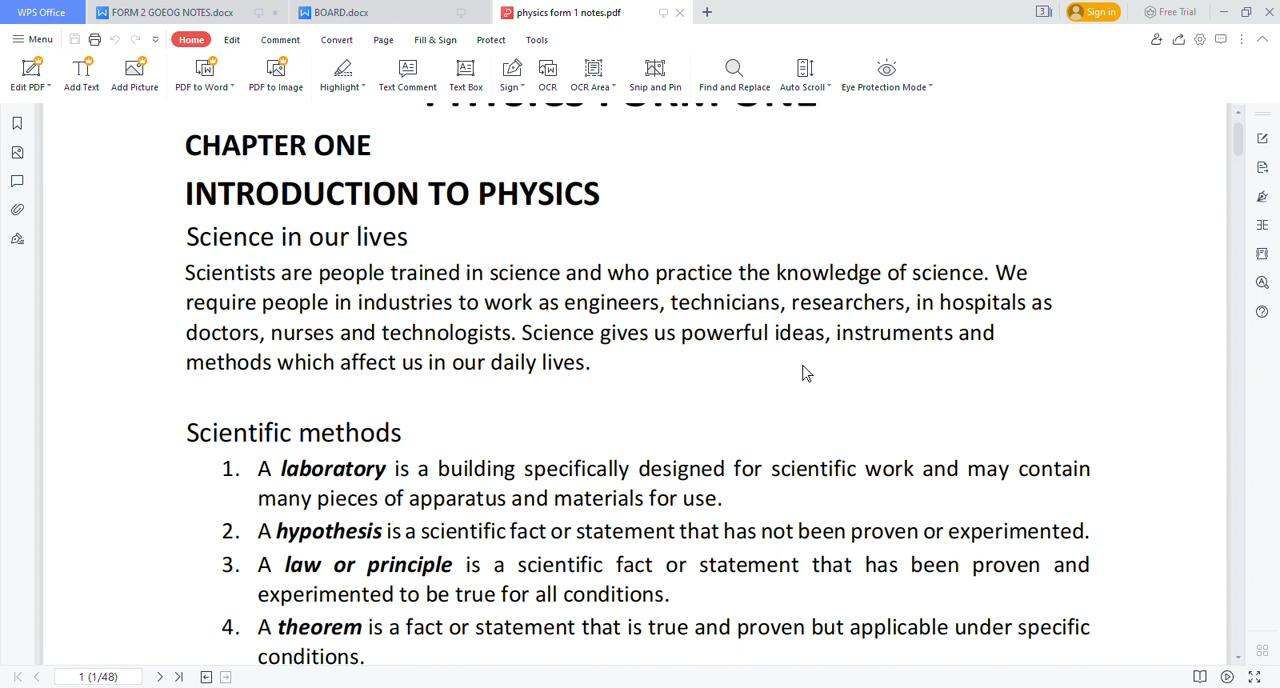 WPS Office FORM 2 GOEOG NOTES.docx BOARD.docx physics form 1 notes.pdf Sign in Free Trial
Menu Home Edit Comment Convert Page Fill & Sign Protect Tools
Edit PDF Add Text Add Picture PDF to Word PDF to Image Highlight Text Comment Text Box Sign OCR OCR Area Snip and Pin Find and Replace Auto Scroll Eye Protection Mode
CHAPTER ONE
INTRODUCTION TO PHYSICS
Science in our lives
Scientists are people trained in science and who practice the knowledge of science. We
require people in industries to work as engineers, technicians, researchers, in hospitals as
doctors, nurses and technologists. Science gives us powerful ideas, instruments and
methods which affect us in our daily lives.
Scientific methods
1. A laboratory is a building specifically designed for scientific work and may contain
many pieces of apparatus and materials for use.
2. A hypothesis is a scientific fact or statement that has not been proven or experimented.
3. A law or principle is a scientific fact or statement that has been proven and
experimented to be true for all conditions.
4. A theorem is a fact or statement that is true and proven but applicable under specific
conditions.
1 (1/48)